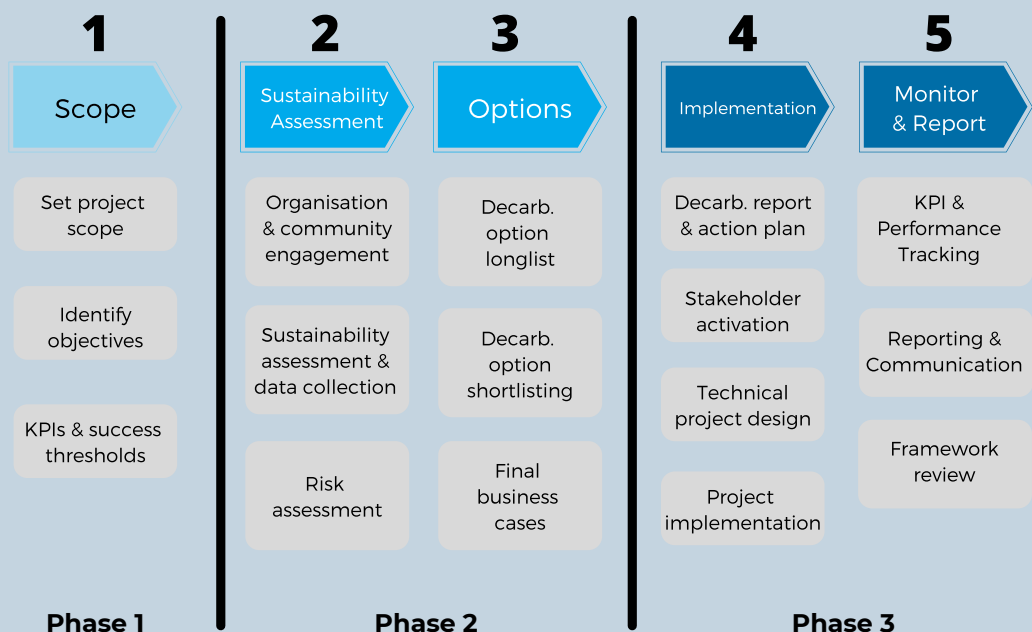 1
Scope
Set project
scope
Identify
objectives
KPIs & success
thresholds
Phase 1
2
Sustainability
Assessment
Organisation
& community
engagement
Sustainability
assessment &
data collection
Risk
assessment
3
Options
Decarb.
option
longlist
Decarb.
option
shortlisting
Final
business
cases
Phase 2
4
Implementation
Decarb. report
& action plan
Stakeholder
activation
Technical
project design
Project
implementation
5
Monitor
& Report
KPI &
Performance
Tracking
Reporting &
Communication
Framework
review
Phase 3